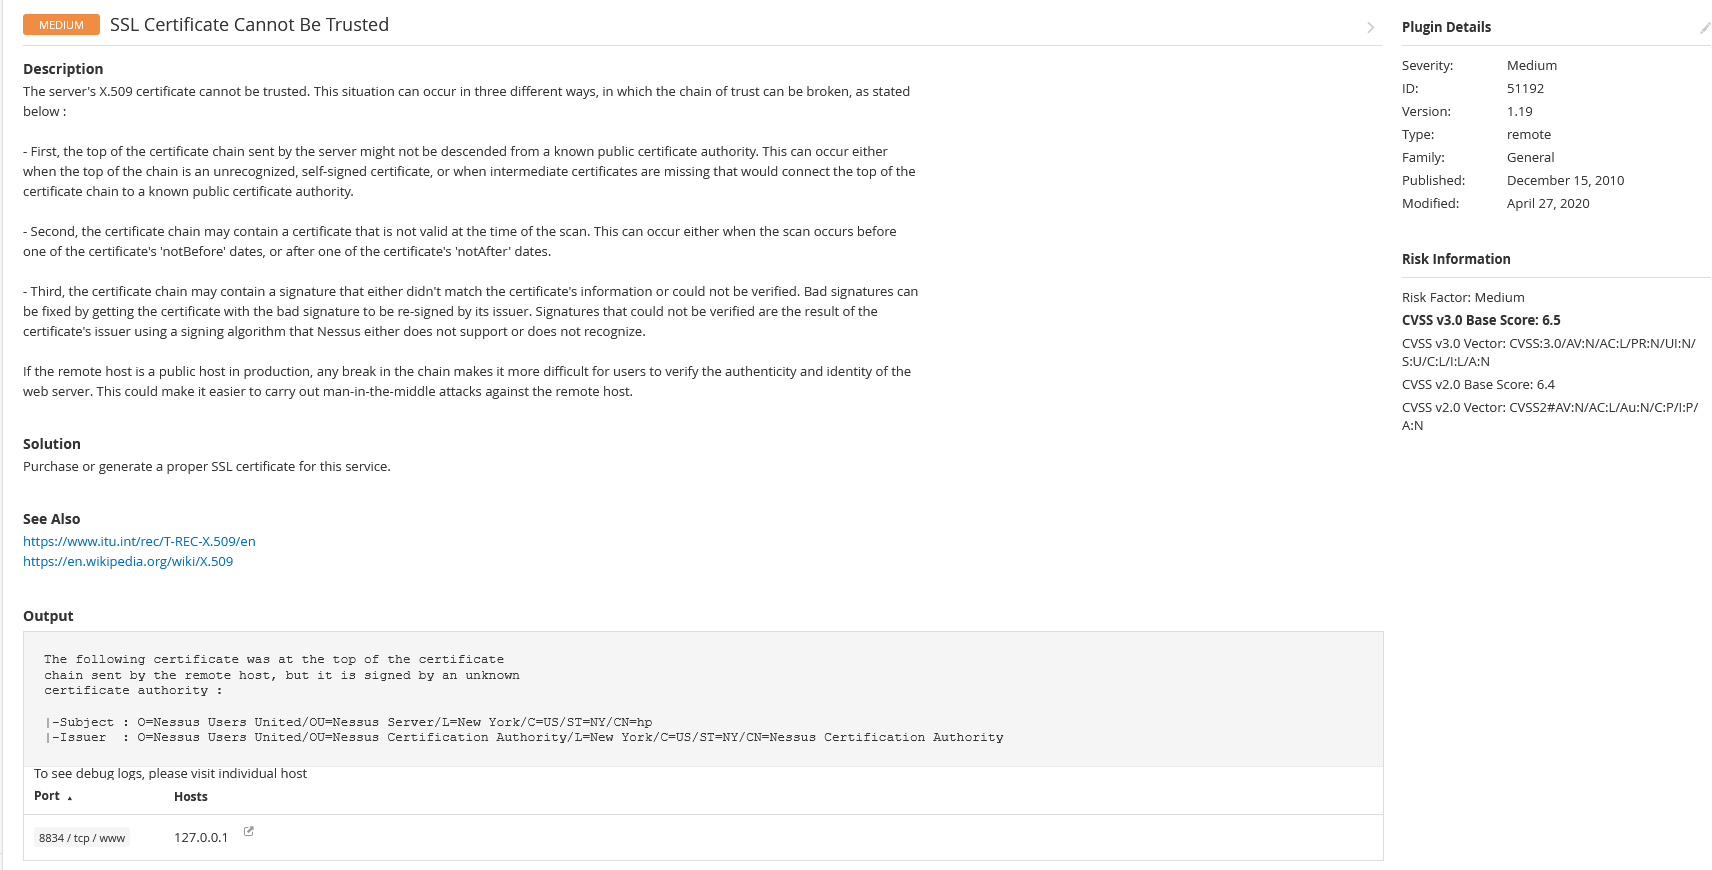 MEDIUM SSL Certificate Cannot Be Trusted
Description
The server's X.509 certificate cannot be trusted. This situation can occur in three different ways, in which the chain of trust can be broken, as stated
below :
- First, the top of the certificate chain sent by the server might not be descended from a known public certificate authority. This can occur either
when the top of the chain is an unrecognized, self-signed certificate, or when intermediate certificates are missing that would connect the top of the
certificate chain to a known public certificate authority.
- Second, the certificate chain may contain a certificate that is not valid at the time of the scan. This can occur either when the scan occurs before
one of the certificate's 'notBefore' dates, or after one of the certificate's 'notAfter' dates.
- Third, the certificate chain may contain a signature that either didn't match the certificate's information or could not be verified. Bad signatures can
be fixed by getting the certificate with the bad signature to be re-signed by its issuer. Signatures that could not be verified are the result of the
certificate's issuer using a signing algorithm that Nessus either does not support or does not recognize.
If the remote host is a public host in production, any break in the chain makes it more difficult for users to verify the authenticity and identity of the
web server. This could make it easier to carry out man-in-the-middle attacks against the remote host.
Solution
Purchase or generate a proper SSL certificate for this service.
See Also
https://www.itu.int/rec/T-REC-X.509/en
https://en.wikipedia.org/wiki/X.509
Output
The following certificate was at the top of the certificate
chain sent by the remote host, but it is signed by an unknown
certificate authority :
|-Subject : O=Nessus Users United/OU=Nessus Server/L=New York/C=US/ST=NY/CN=hp
|-Issuer  : O=Nessus Users United/OU=Nessus Certification Authority/L=New York/C=US/ST=NY/CN=Nessus Certification Authority
To see debug logs, please visit individual host
Port Hosts
8834 / tcp / www 127.0.0.1
Plugin Details
Severity: Medium
ID: 51192
Version: 1.19
Type: remote
Family: General
Published: December 15, 2010
Modified: April 27, 2020
Risk Information
Risk Factor: Medium
CVSS v3.0 Base Score: 6.5
CVSS v3.0 Vector: CVSS:3.0/AV:N/AC:L/PR:N/UI:N/
S:U/C:L/I:L/A:N
CVSS v2.0 Base Score: 6.4
CVSS v2.0 Vector: CVSS2#AV:N/AC:L/Au:N/C:P/I:P/
A:N